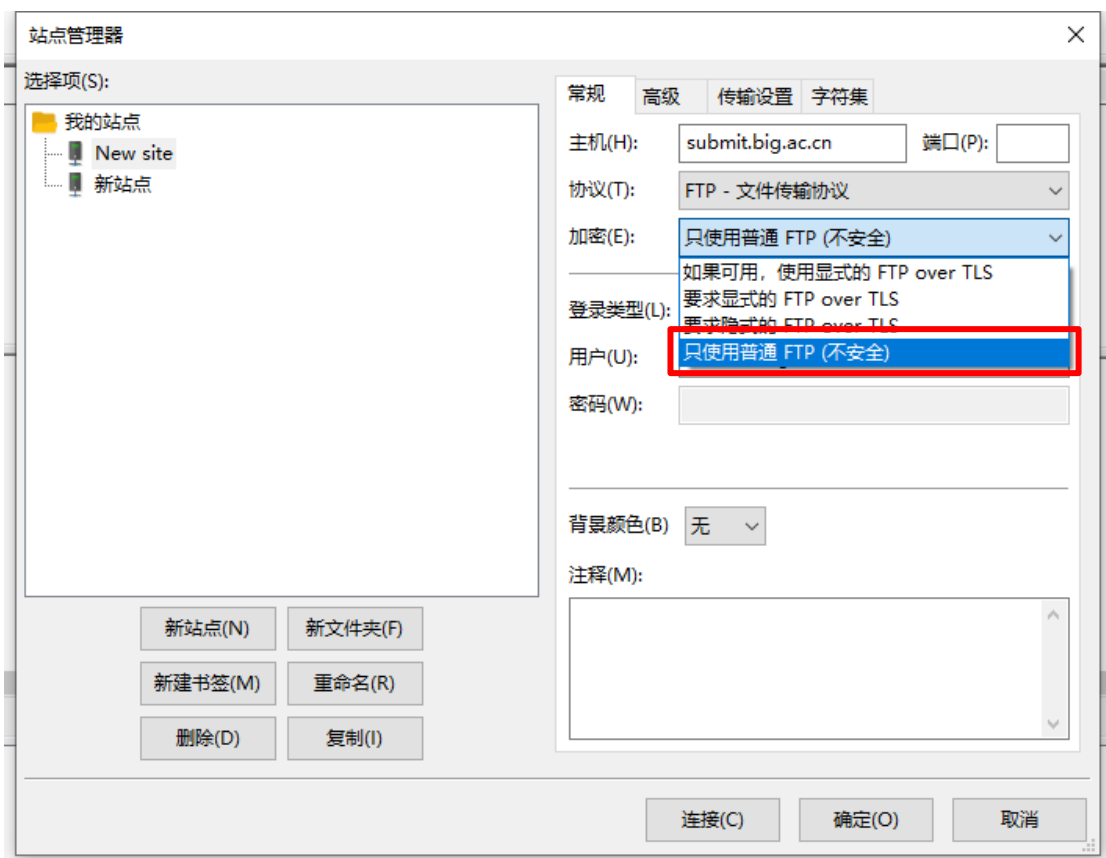 站点管理器
选择项(S):
我的站点
New site
新站点
常规 高级 传输设置 字符集
主机(H): submit.big.ac.cn 端口(P):
协议(T): FTP - 文件传输协议
加密(E): 只使用普通 FTP (不安全)
如果可用，使用显式的 FTP over TLS
要求显式的 FTP over TLS
登录类型(L):
要求隐式的 FTP over TLS
只使用普通 FTP (不安全)
用户(U):
密码(W):
背景颜色(B) 无
注释(M):
新站点(N) 新文件夹(F)
新建书签(M) 重命名(R)
删除(D) 复制(I)
连接(C) 确定(O) 取消